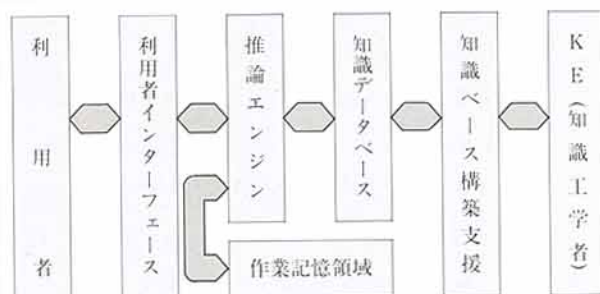 利用者
利用者インターフェース
推論エンジン
知識データベース
知識ベース構築支援
KE(知識工学者)
作業記憶領域